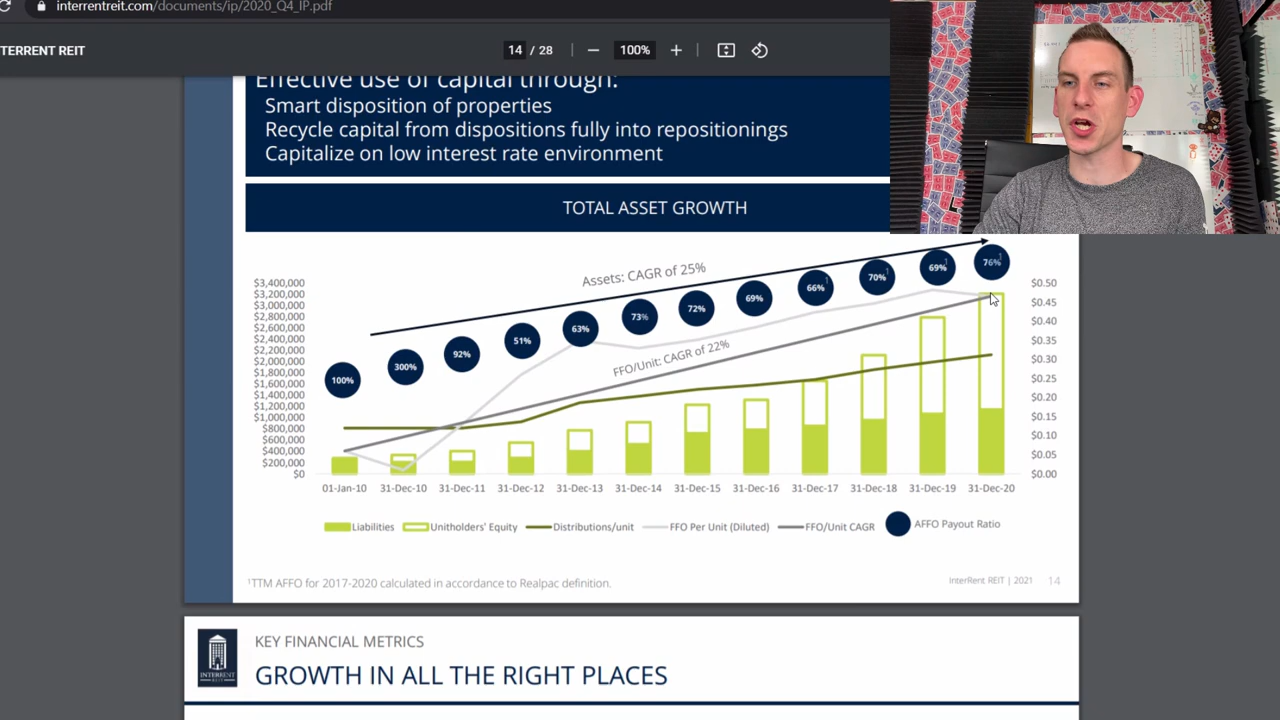 interrentreit.com/documents/ip/2020_Q4_IP.pdf
TERRENT REIT
14 / 28
100%
Effective use of capital through:
Smart disposition of properties
Recycle capital from dispositions fully into repositionings
Capitalize on low interest rate environment
TOTAL ASSET GROWTH
Assets: CAGR of 25%
FFO/Unit: CAGR of 22%
$3,400,000
$3,200,000
$3,000,000
$2,800,000
$2,600,000
$2,400,000
$2,200,000
$2,000,000
$1,800,000
$1,600,000
$1,400,000
$1,200,000
$1,000,000
$800,000
$600,000
$400,000
$200,000
$0
100% 300% 92% 51% 63% 73% 72% 69% 66%1 70%1 69%1 76%1
$0.50
$0.45
$0.40
$0.35
$0.30
$0.25
$0.20
$0.15
$0.10
$0.05
$0.00
01-Jan-10 31-Dec-10 31-Dec-11 31-Dec-12 31-Dec-13 31-Dec-14 31-Dec-15 31-Dec-16 31-Dec-17 31-Dec-18 31-Dec-19 31-Dec-20
Liabilities Unitholders' Equity Distributions/unit FFO Per Unit (Diluted) FFO/Unit CAGR AFFO Payout Ratio
¹TTM AFFO for 2017-2020 calculated in accordance to Realpac definition.
InterRent REIT | 2021 14
INTERRENT
REIT
KEY FINANCIAL METRICS
GROWTH IN ALL THE RIGHT PLACES